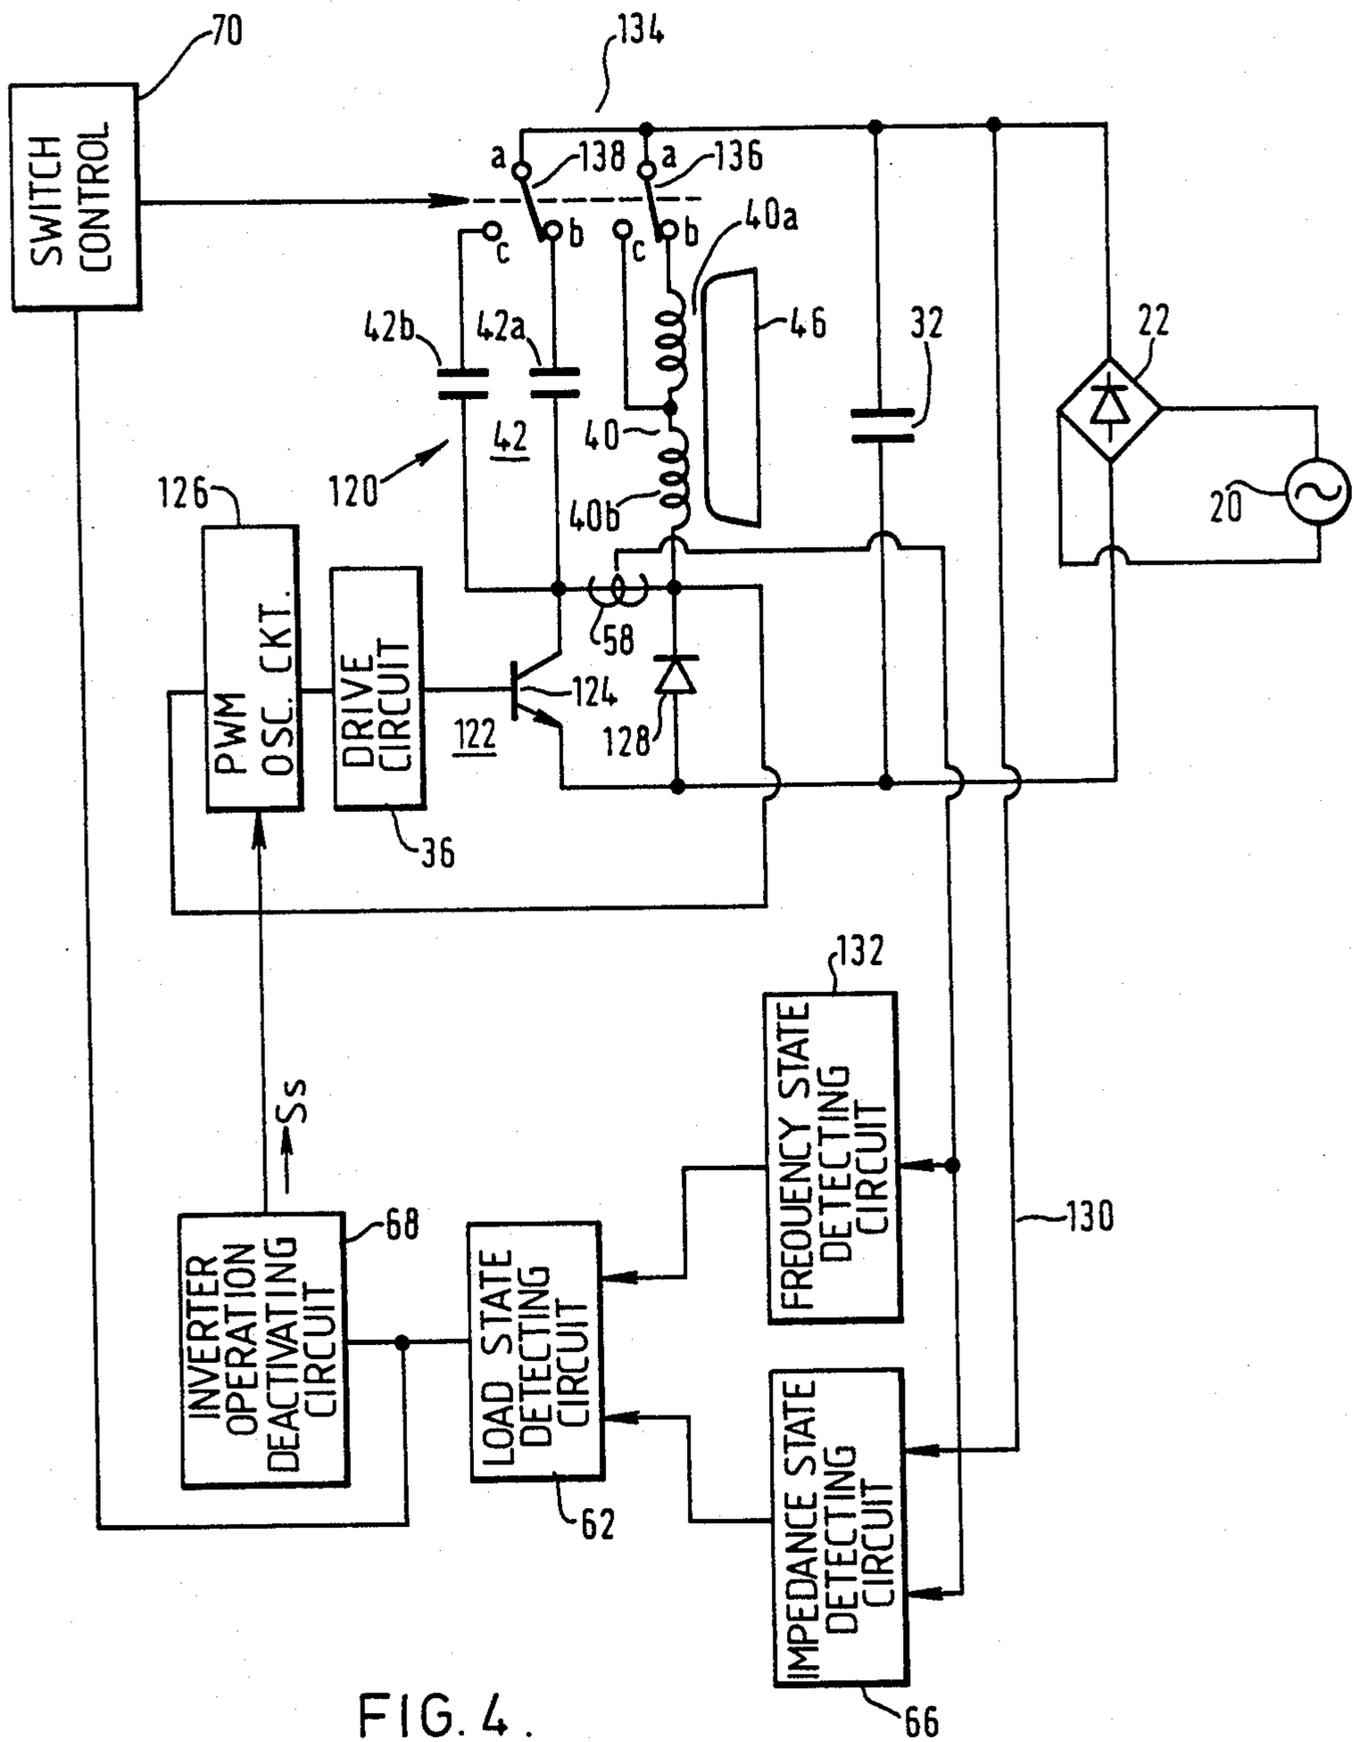 70
134
SWITCH
CONTROL
a
138
a
136
c
b
c
b
40a
42b
42a
46
32
22
42
40
120
40b
20
126
58
PWM
OSC. CKT.
DRIVE
CIRCUIT
124
122
128
36
132
Ss
FREQUENCY STATE
DETECTING
CIRCUIT
130
68
INVERTER
OPERATION
DEACTIVATING
CIRCUIT
LOAD STATE
DETECTING
CIRCUIT
62
IMPEDANCE STATE
DETECTING
CIRCUIT
66
FIG. 4.